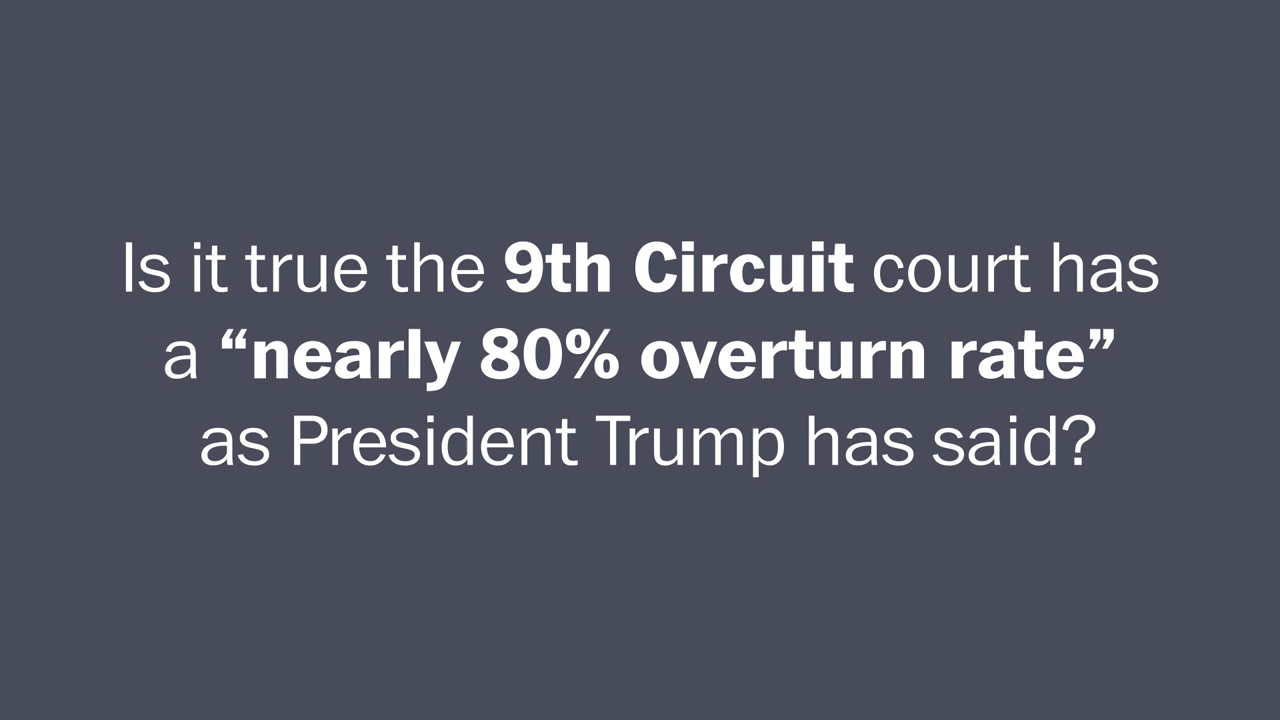 Is it true the 9th Circuit court has
a “nearly 80% overturn rate”
as President Trump has said?